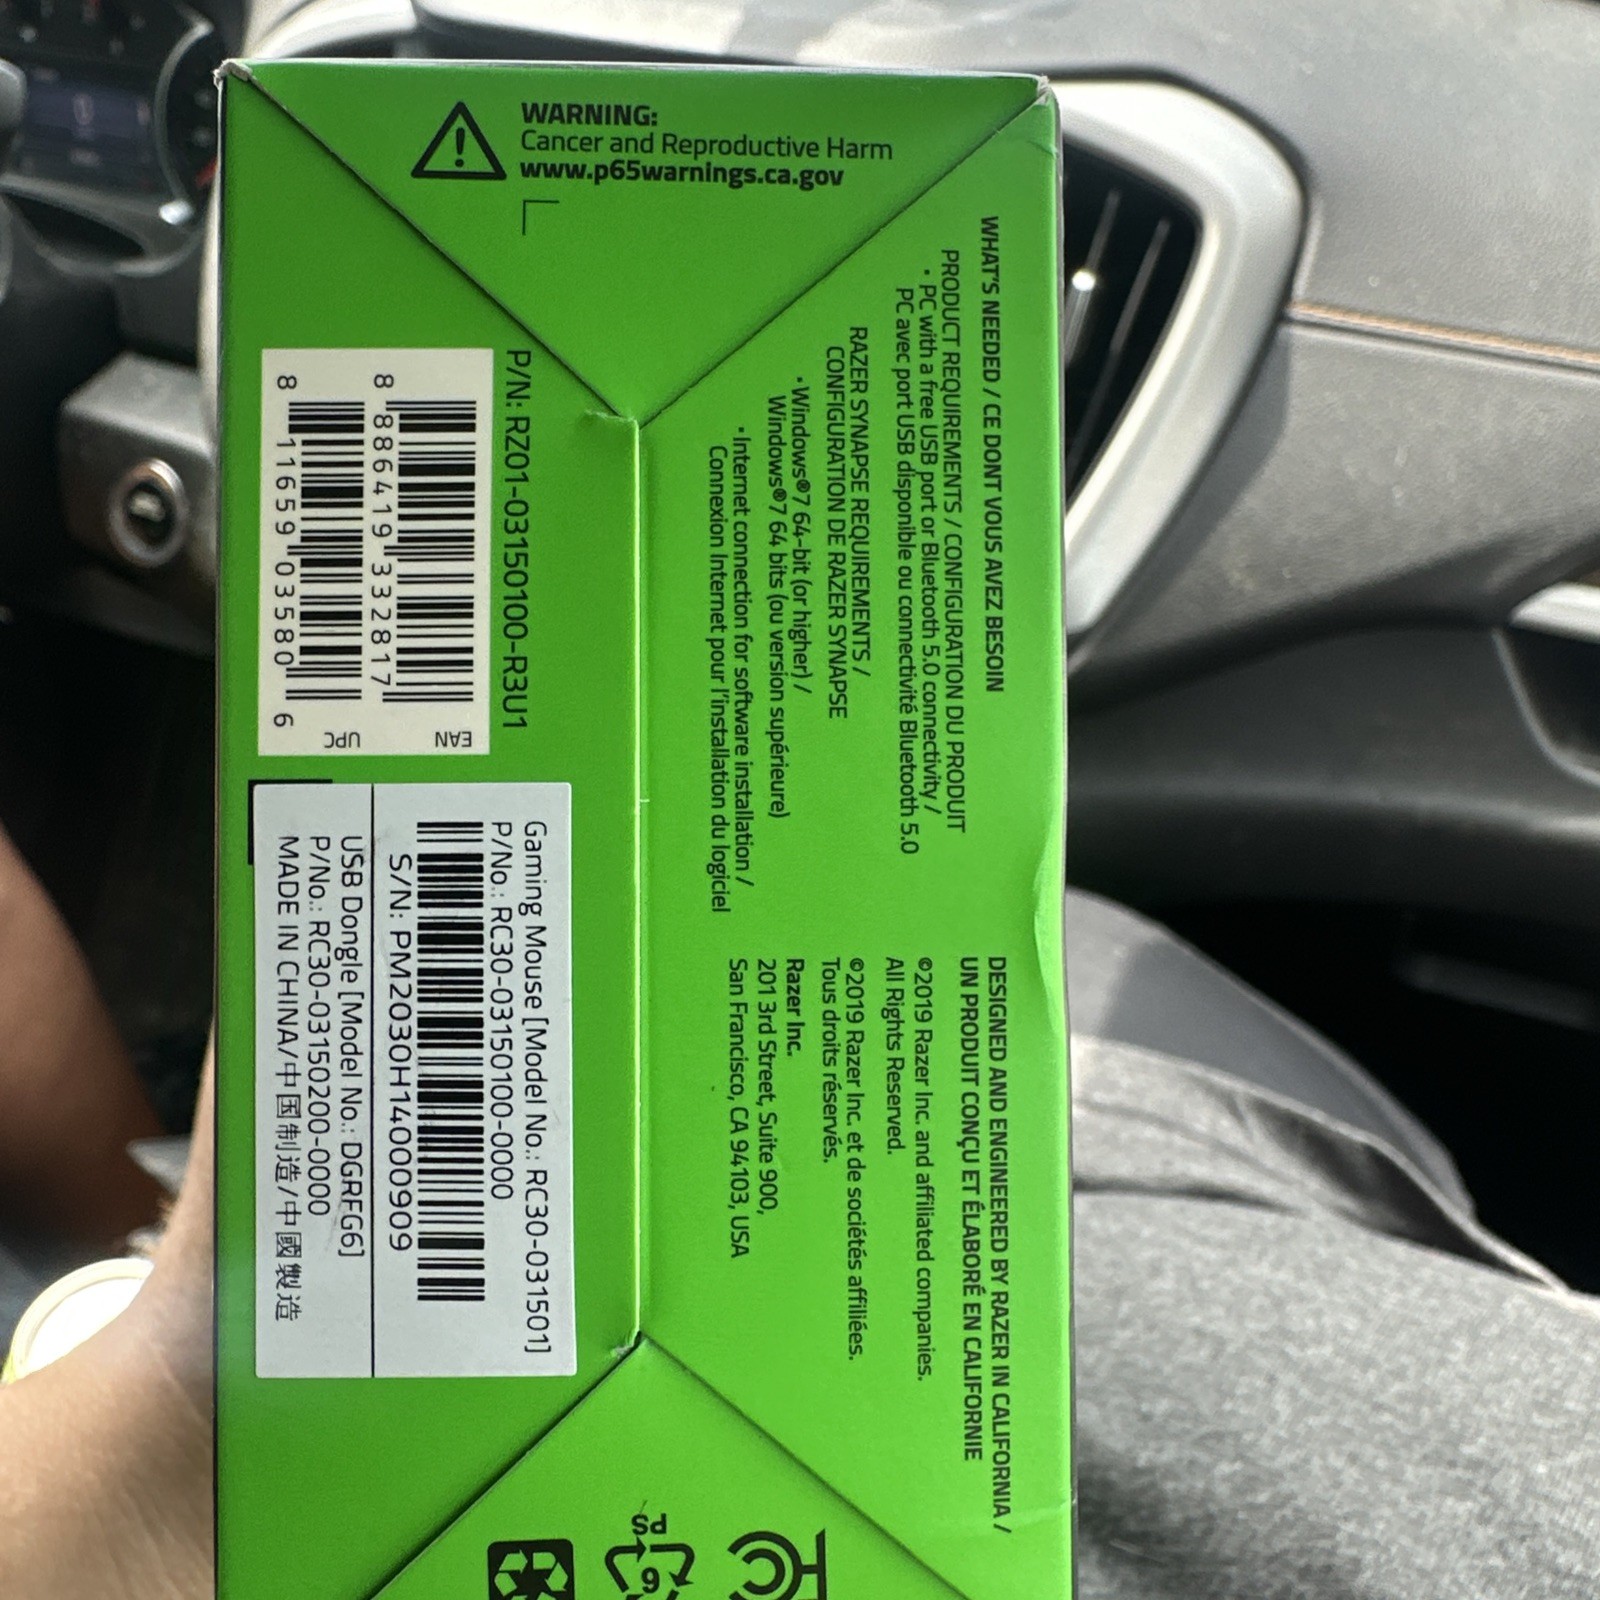 WARNING:
Cancer and Reproductive Harm
www.p65warnings.ca.gov
WHAT'S NEEDED / CE DONT VOUS AVEZ BESOIN
PRODUCT REQUIREMENTS / CONFIGURATION DU PRODUIT
• PC with a free USB port or Bluetooth 5.0 connectivity /
PC avec port USB disponible ou connectivité Bluetooth 5.0
RAZER SYNAPSE REQUIREMENTS /
CONFIGURATION DE RAZER SYNAPSE
• Windows® 7 64-bit (or higher) /
Windows® 7 64 bits (ou version supérieure)
• Internet connection for software installation /
Connexion Internet pour l'installation du logiciel
DESIGNED AND ENGINEERED BY RAZER IN CALIFORNIA /
UN PRODUIT CONÇU ET ÉLABORÉ EN CALIFORNIE
©2019 Razer Inc. and affiliated companies.
All Rights Reserved.
©2019 Razer Inc. et de sociétés affiliées.
Tous droits réservés.
Razer Inc.
201 3rd Street, Suite 900,
San Francisco, CA 94103, USA
P/N: RZ01-03150100-R3U1
EAN
8 886419 332817
UPC
8 11659 03580 6
Gaming Mouse [Model No.: RC30-031501]
P/No.: RC30-03150100-0000
S/N: PM2030H14000909
USB Dongle [Model No.: DGRFG6]
P/No.: RC30-03150200-0000
MADE IN CHINA/中国制造/中國製造
PS
6